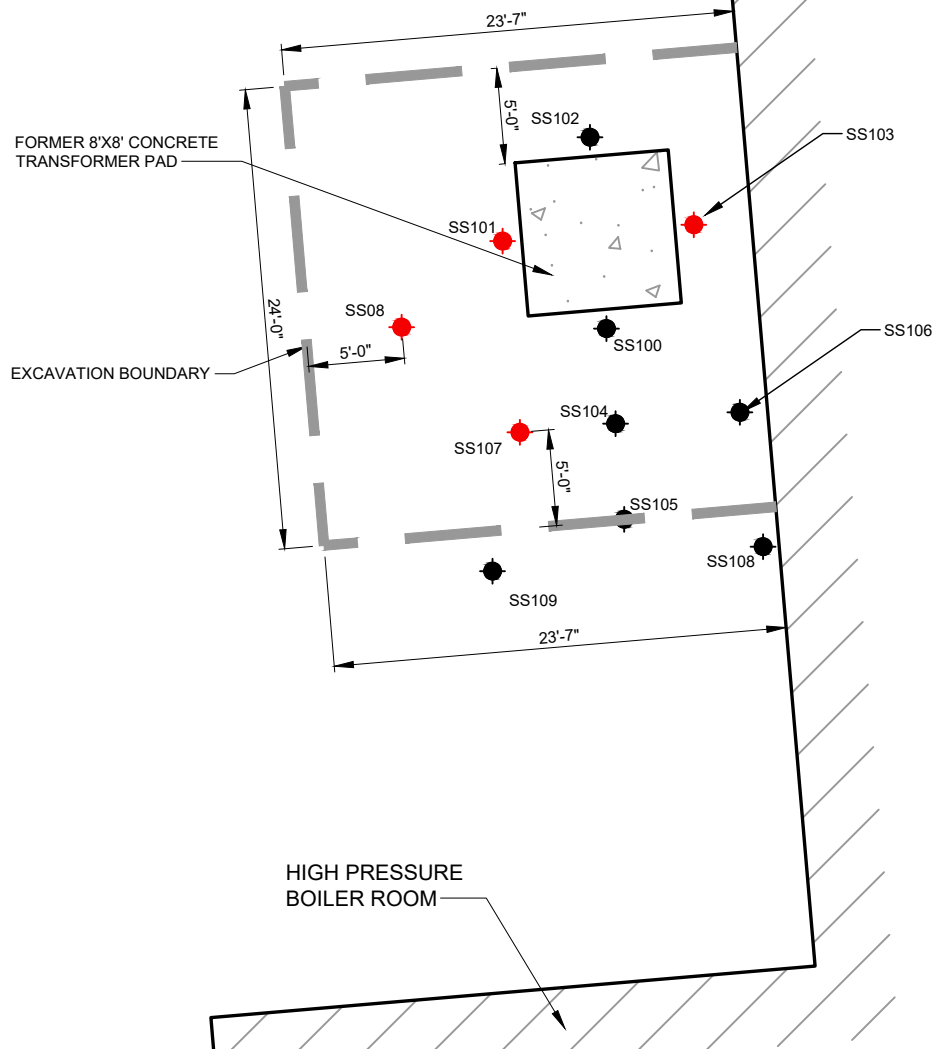 23'-7"
5'-0"
SS102
SS103
FORMER 8'X8' CONCRETE
TRANSFORMER PAD
SS101
SS08
24'-0"
SS106
SS100
5'-0"
EXCAVATION BOUNDARY
SS104
SS107
5'-0"
SS105
SS108
SS109
23'-7"
HIGH PRESSURE
BOILER ROOM